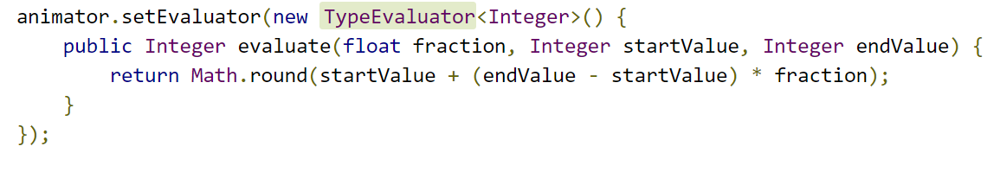 animator.setEvaluator(new TypeEvaluator<Integer>() {
    public Integer evaluate(float fraction, Integer startValue, Integer endValue) {
        return Math.round(startValue + (endValue - startValue) * fraction);
    }
});